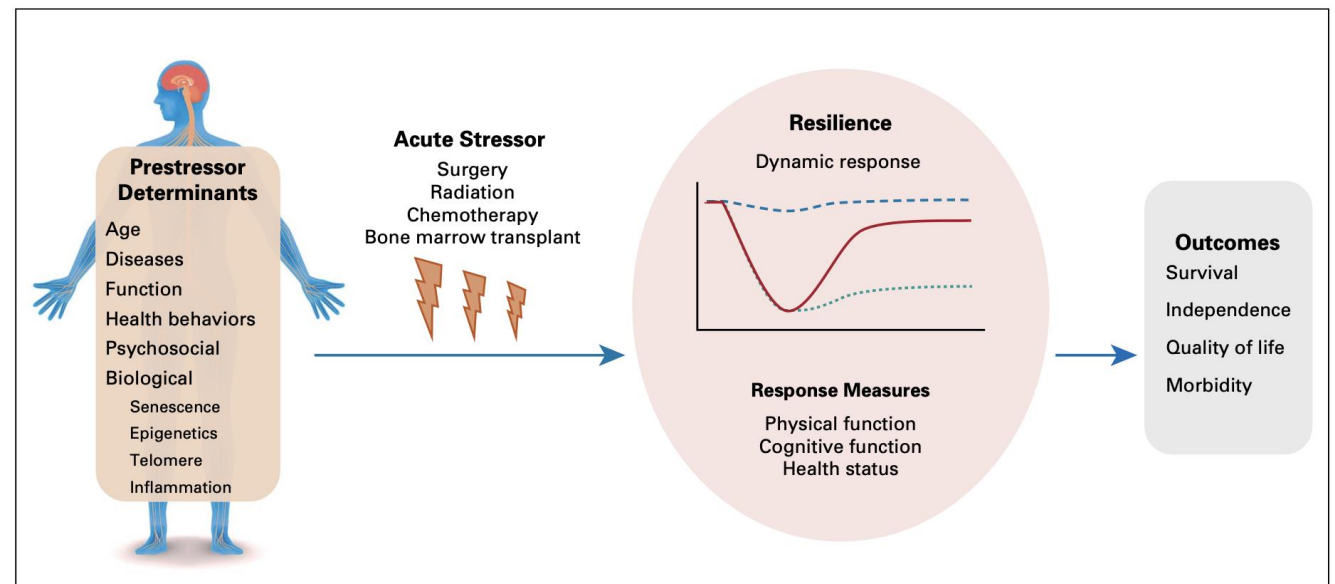 Prestressor
Determinants
Age
Diseases
Function
Health behaviors
Psychosocial
Biological
Senescence
Epigenetics
Telomere
Inflammation
Acute Stressor
Surgery
Radiation
Chemotherapy
Bone marrow transplant
Resilience
Dynamic response
Response Measures
Physical function
Cognitive function
Health status
Outcomes
Survival
Independence
Quality of life
Morbidity